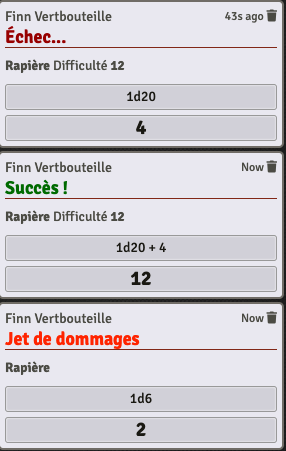 Finn Vertbouteille 43s ago
Échec...
Rapière Difficulté 12
1d20
4
Finn Vertbouteille Now
Succès !
Rapière Difficulté 12
1d20 + 4
12
Finn Vertbouteille Now
Jet de dommages
Rapière
1d6
2